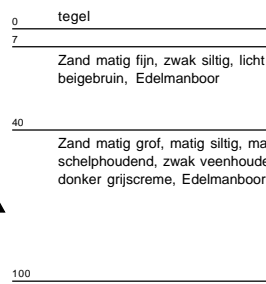 0 tegel
7
Zand matig fijn, zwak siltig, licht
beigebruin, Edelmanboor
40
Zand matig grof, matig siltig,
schelphoudend, zwak
donker grijscreme, Edelmanboor
100